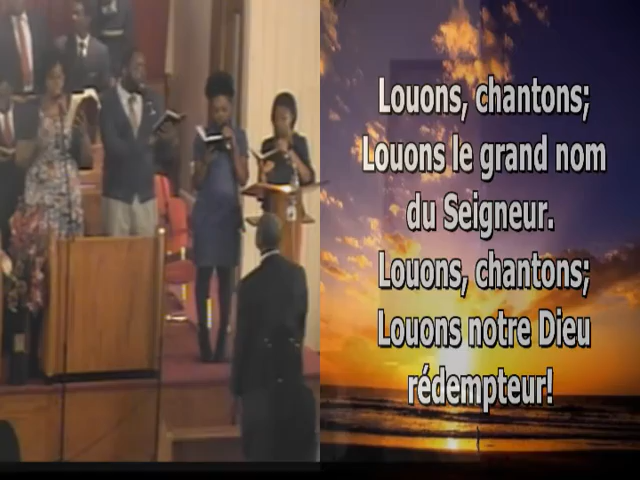 Louons, chantons;
Louons le grand nom
du Seigneur.
Louons, chantons;
Louons notre Dieu
rédempteur!